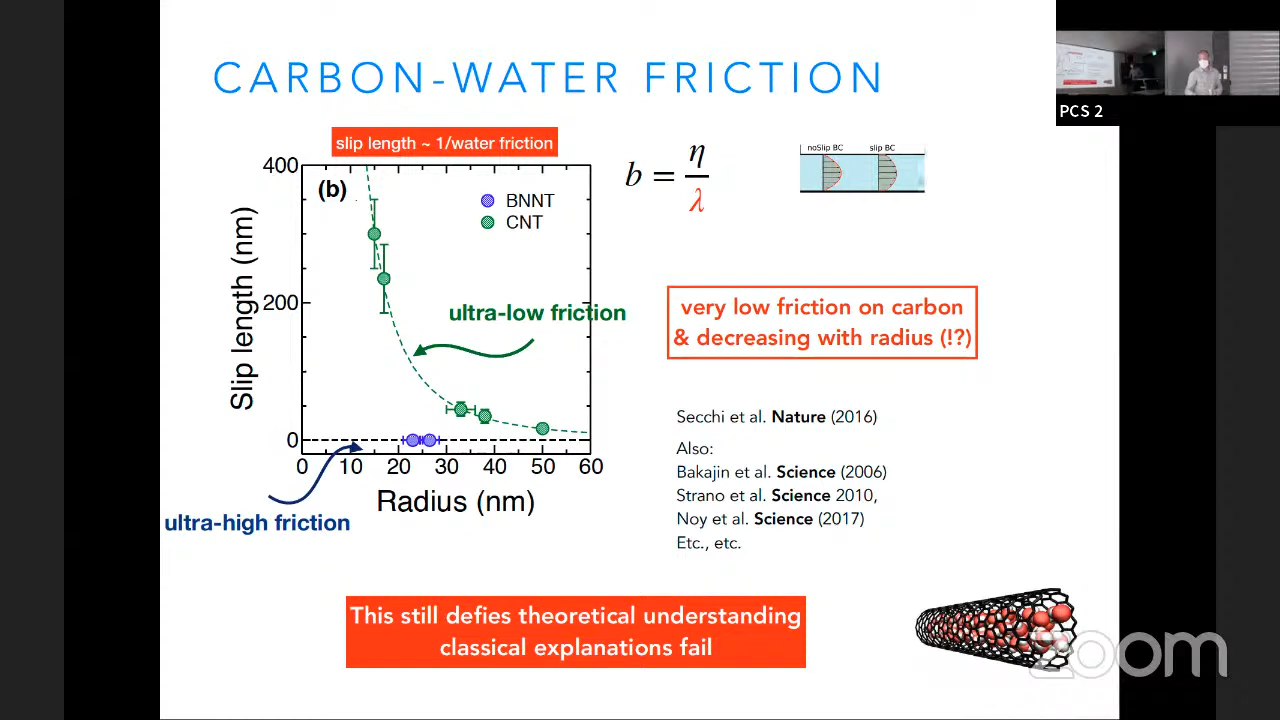 CARBON-WATER FRICTION
PCS 2
slip length ~ 1/water friction
400
200
0
(b)
BNNT
CNT
Slip length (nm)
ultra-low friction
0 10 20 30 40 50 60
Radius (nm)
ultra-high friction
b = η/λ
noSlip BC slip BC
very low friction on carbon
& decreasing with radius (!?)
Secchi et al. Nature (2016)
Also:
Bakajin et al. Science (2006)
Strano et al. Science 2010,
Noy et al. Science (2017)
Etc., etc.
This still defies theoretical understanding
classical explanations fail
zoom